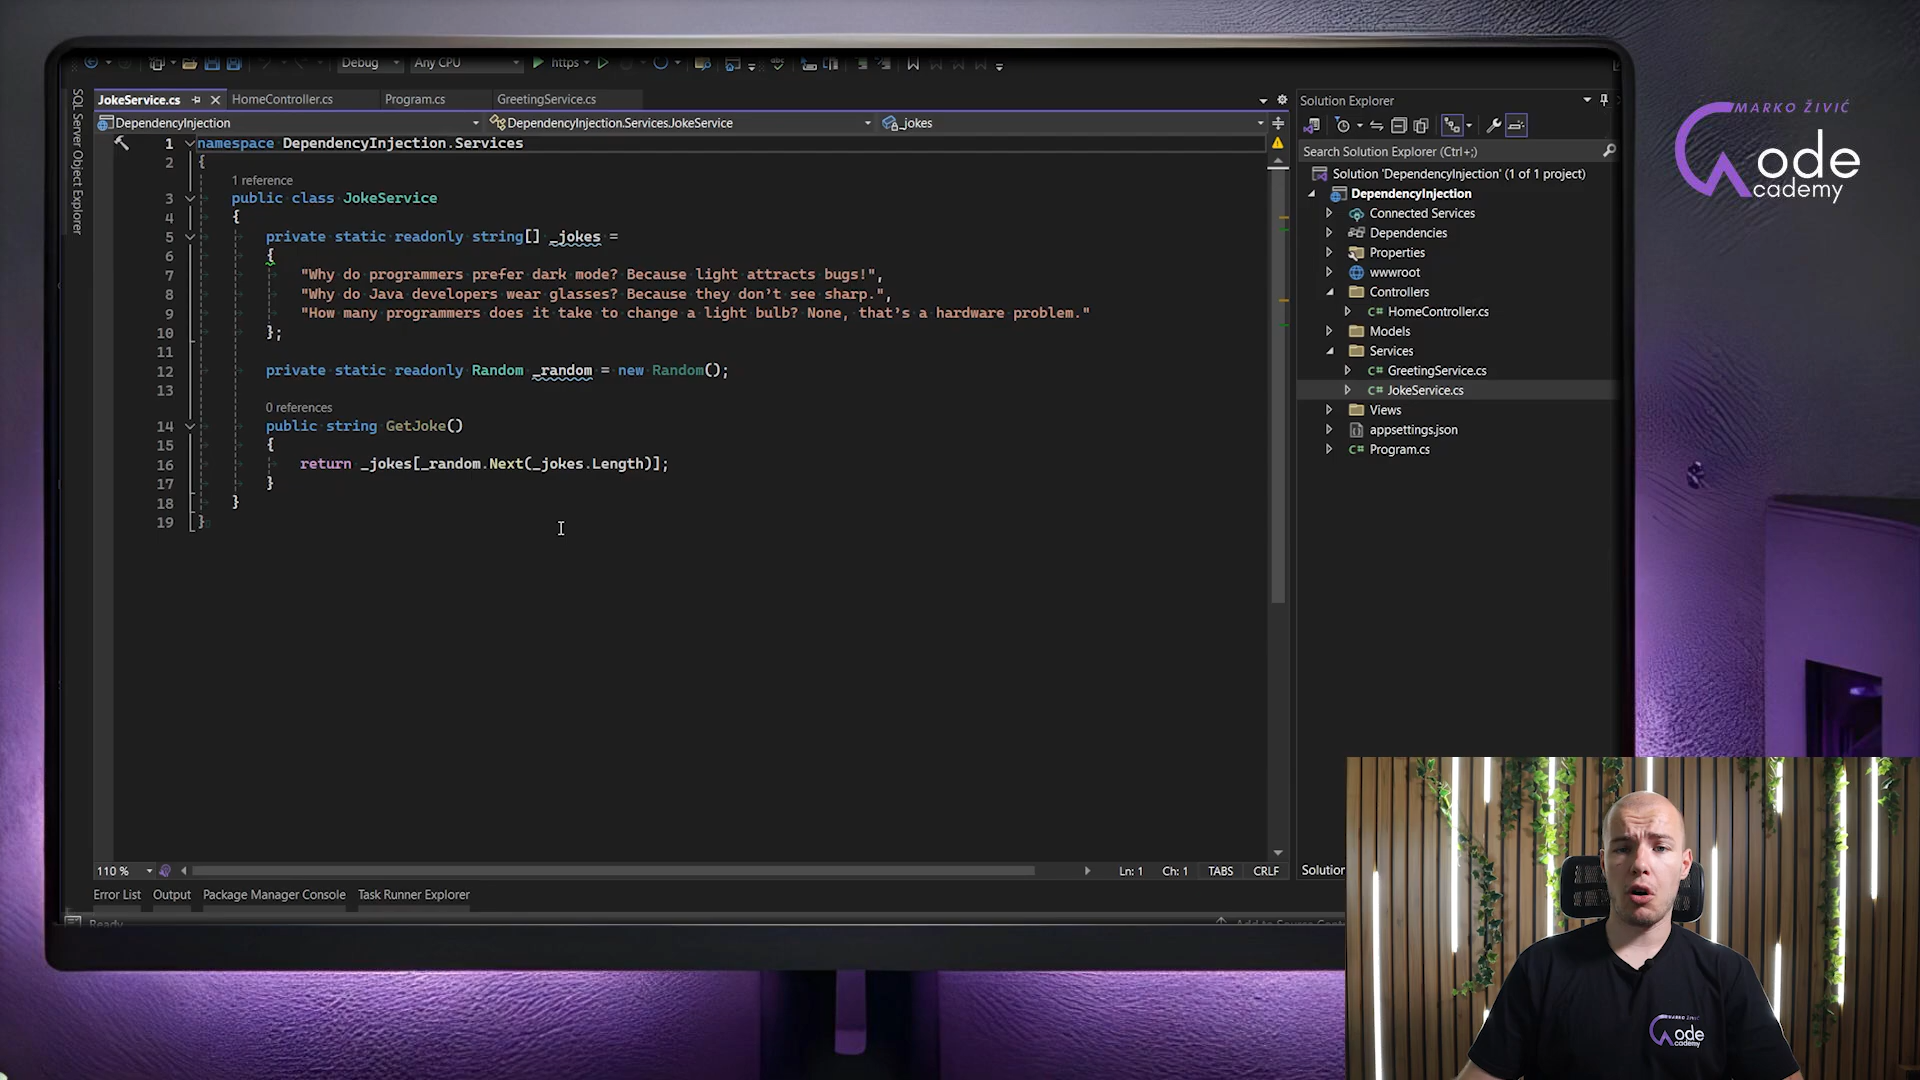 Debug
Any CPU
https
JokeService.cs
HomeController.cs
Program.cs
GreetingService.cs
SQL Server Object Explorer
DependencyInjection
DependencyInjection.Services.JokeService
_jokes
1 namespace DependencyInjection.Services
2 {
1 reference
3 public class JokeService
4 {
5 private static readonly string[] _jokes =
6 {
7 "Why do programmers prefer dark mode? Because light attracts bugs!",
8 "Why do Java developers wear glasses? Because they don't see sharp.",
9 "How many programmers does it take to change a light bulb? None, that's a hardware problem."
10 };
11
12 private static readonly Random _random = new Random();
13
0 references
14 public string GetJoke()
15 {
16 return _jokes[_random.Next(_jokes.Length)];
17 }
18 }
19 }
110 %
Ln: 1
Ch: 1
TABS
CRLF
Error List
Output
Package Manager Console
Task Runner Explorer
Ready
Solution Explorer
Search Solution Explorer (Ctrl+;)
Solution 'DependencyInjection' (1 of 1 project)
DependencyInjection
Connected Services
Dependencies
Properties
wwwroot
Controllers
C# HomeController.cs
Models
Services
C# GreetingService.cs
C# JokeService.cs
Views
appsettings.json
C# Program.cs
Solution
MARKO ŽIVIĆ
Code
Academy
MARKO ŽIVIĆ
Code
Academy